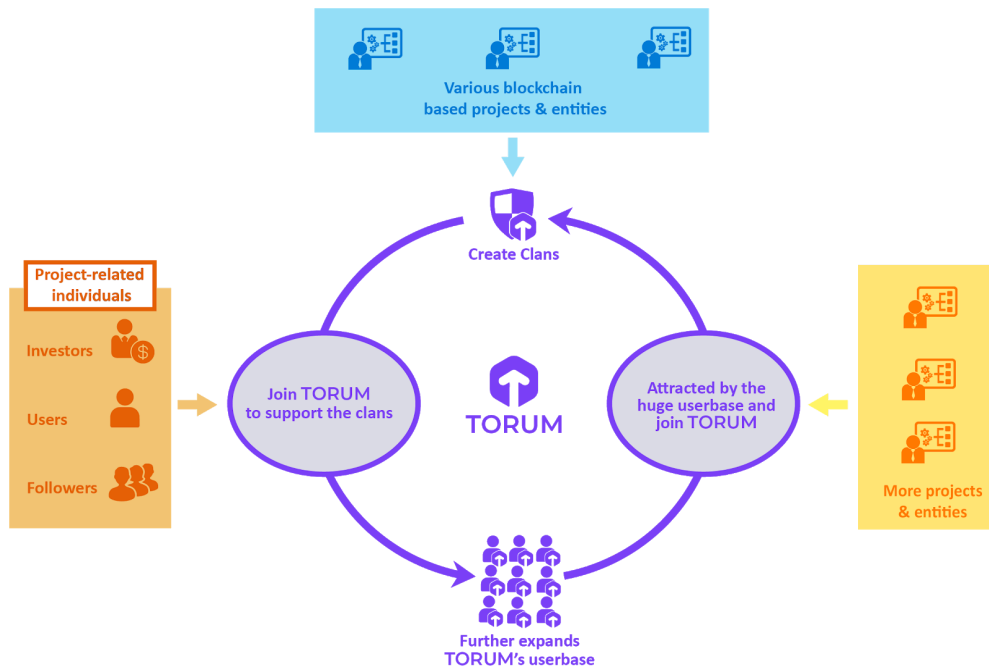 Various blockchain
based projects & entities
Create Clans
Project-related
individuals
Investors
Users
Followers
$
Join TORUM
to support the clans
TORUM
Attracted by the
huge userbase and
join TORUM
More projects
& entities
Further expands
TORUM's userbase